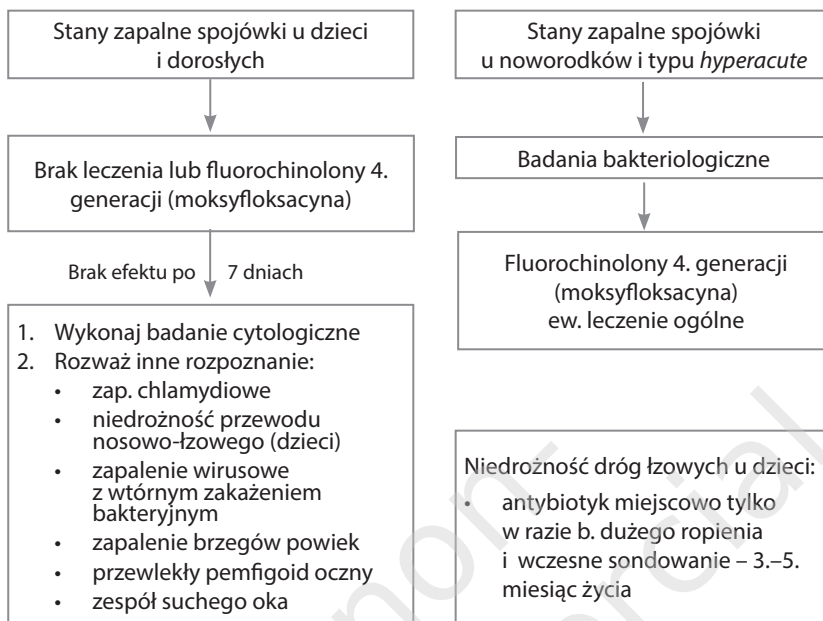 Stany zapalne spojówki u dzieci
i dorosłych
Brak leczenia lub fluorochinolony 4.
generacji (moksyfloksacyna)
Brak efektu po 7 dniach
1. Wykonaj badanie cytologiczne
2. Rozważ inne rozpoznanie:
• zap. chlamydiowe
• niedrożność przewodu
nosowo-łzowego (dzieci)
• zapalenie wirusowe
z wtórnym zakażeniem
bakteryjnym
• zapalenie brzegów powiek
• przewlekły pemfigoid oczny
• zespół suchego oka
Stany zapalne spojówki
u noworodków i typu hyperacute
Badania bakteriologiczne
Fluorochinolony 4. generacji
(moksyfloksacyna)
ew. leczenie ogólne
Niedrożność dróg łzowych u dzieci:
• antybiotyk miejscowo tylko
w razie b. dużego ropienia
i wczesne sondowanie – 3.–5.
miesiąc życia